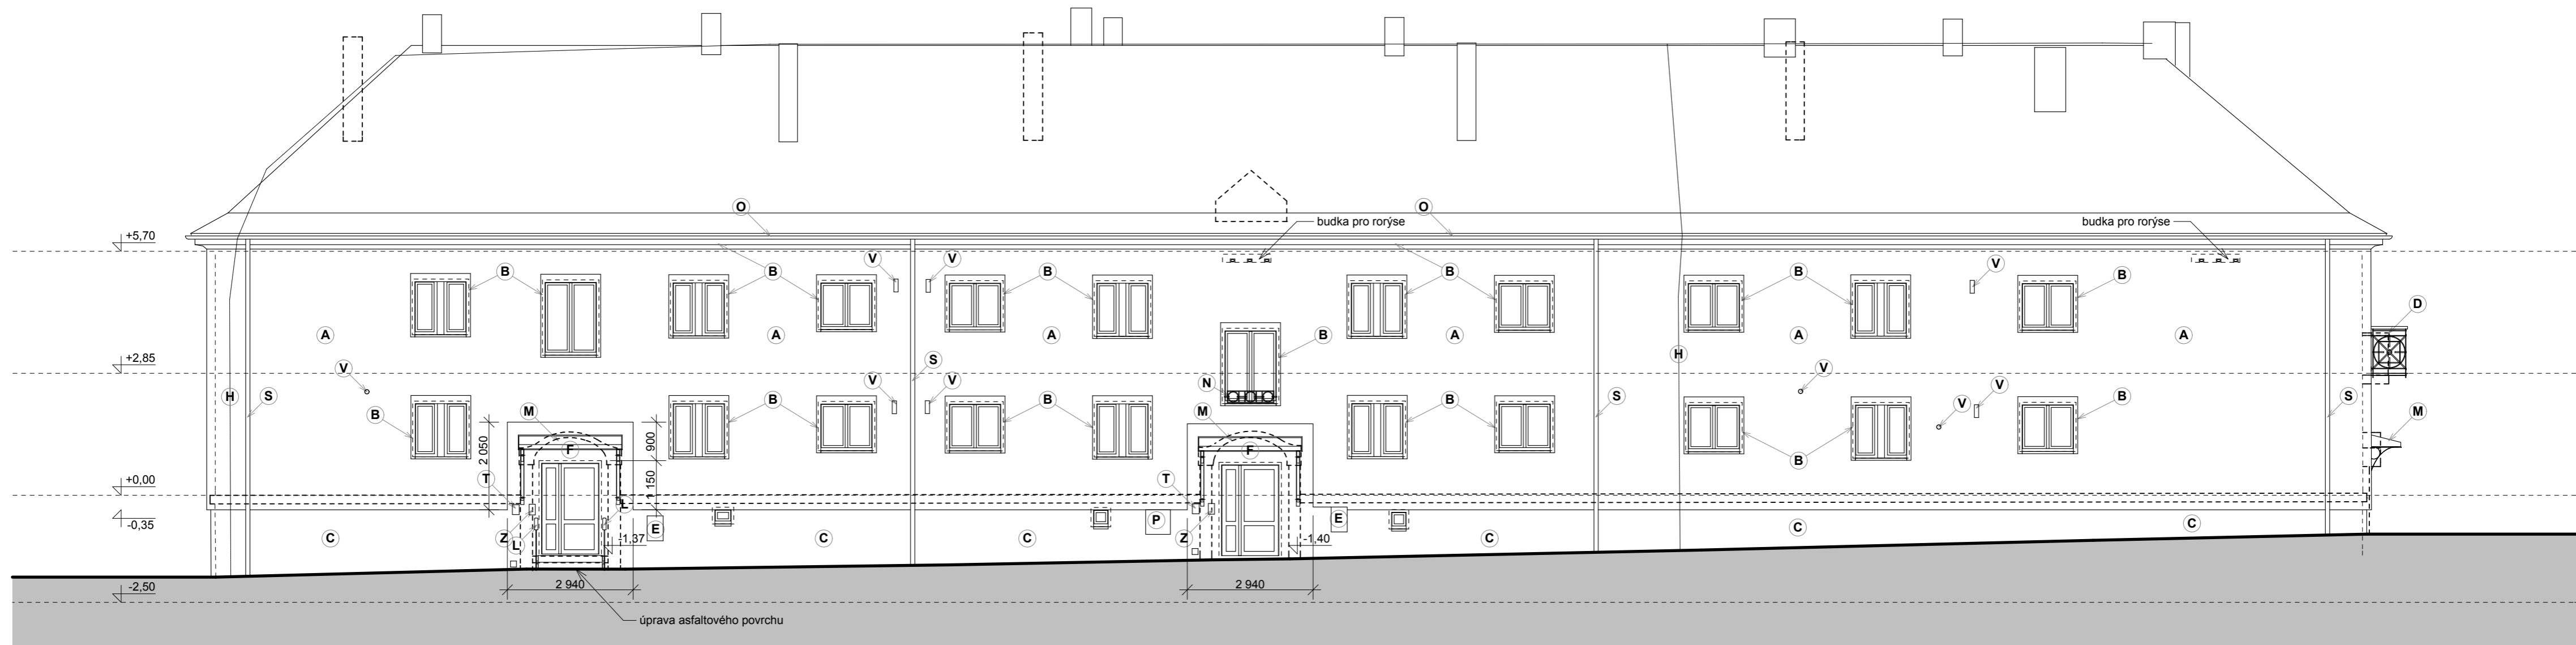 O
O
budka pro rorýse
budka pro rorýse
+5,70
V
V
V
B
B
B
B
B
B
D
A
A
A
A
A
A
B
S
H
+2,85
V
V
N
V
V
V
H
S
S
S
B
B
B
B
B
B
M
M
M
V
F
F
2 050
900
1 150
T
T
+0,00
-0,35
L
E
P
E
Z
L
Z
C
C
C
C
C
C
-1,37
-1,40
-2,50
2 940
2 940
úprava asfaltového povrchu